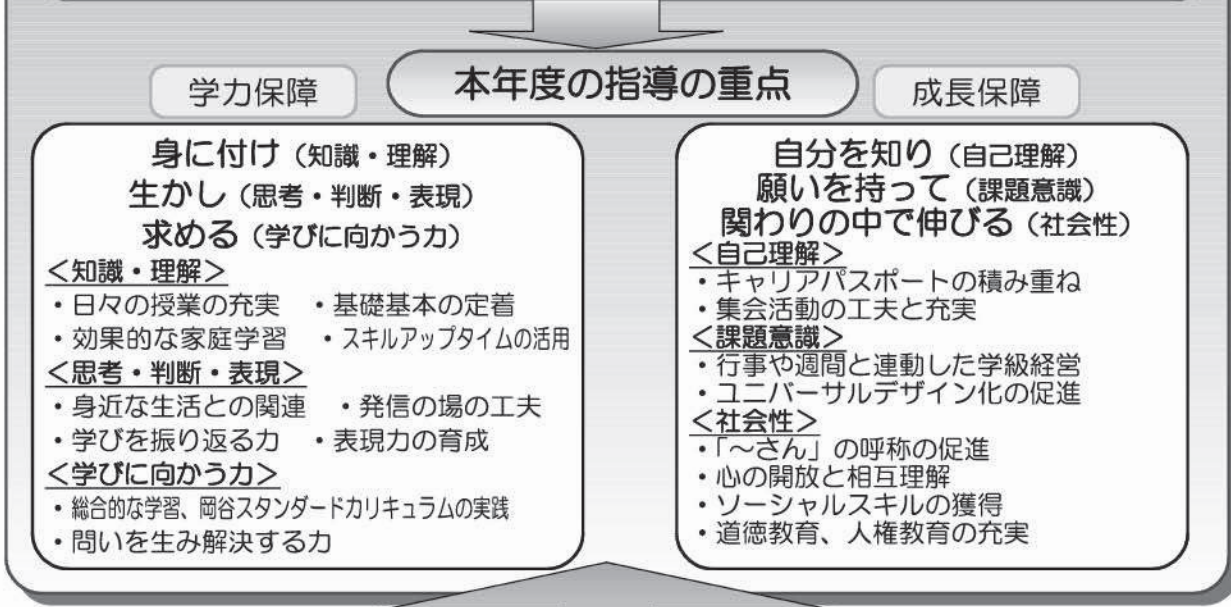 本年度の指導の重点
学力保障
身に付け（知識・理解）
生かし（思考・判断・表現）
求める（学びに向かう力）
＜知識・理解＞
・日々の授業の充実　・基礎基本の定着
・効果的な家庭学習　・スキルアップタイムの活用
＜思考・判断・表現＞
・身近な生活との関連　・発信の場の工夫
・学びを振り返る力　・表現力の育成
＜学びに向かう力＞
・総合的な学習、岡谷スタンダードカリキュラムの実践
・問いを生み解決する力
成長保障
自分を知り（自己理解）
願いを持って（課題意識）
関わりの中で伸びる（社会性）
＜自己理解＞
・キャリアパスポートの積み重ね
・集会活動の工夫と充実
＜課題意識＞
・行事や週間と連動した学級経営
・ユニバーサルデザイン化の促進
＜社会性＞
・「～さん」の呼称の促進
・心の開放と相互理解
・ソーシャルスキルの獲得
・道徳教育、人権教育の充実